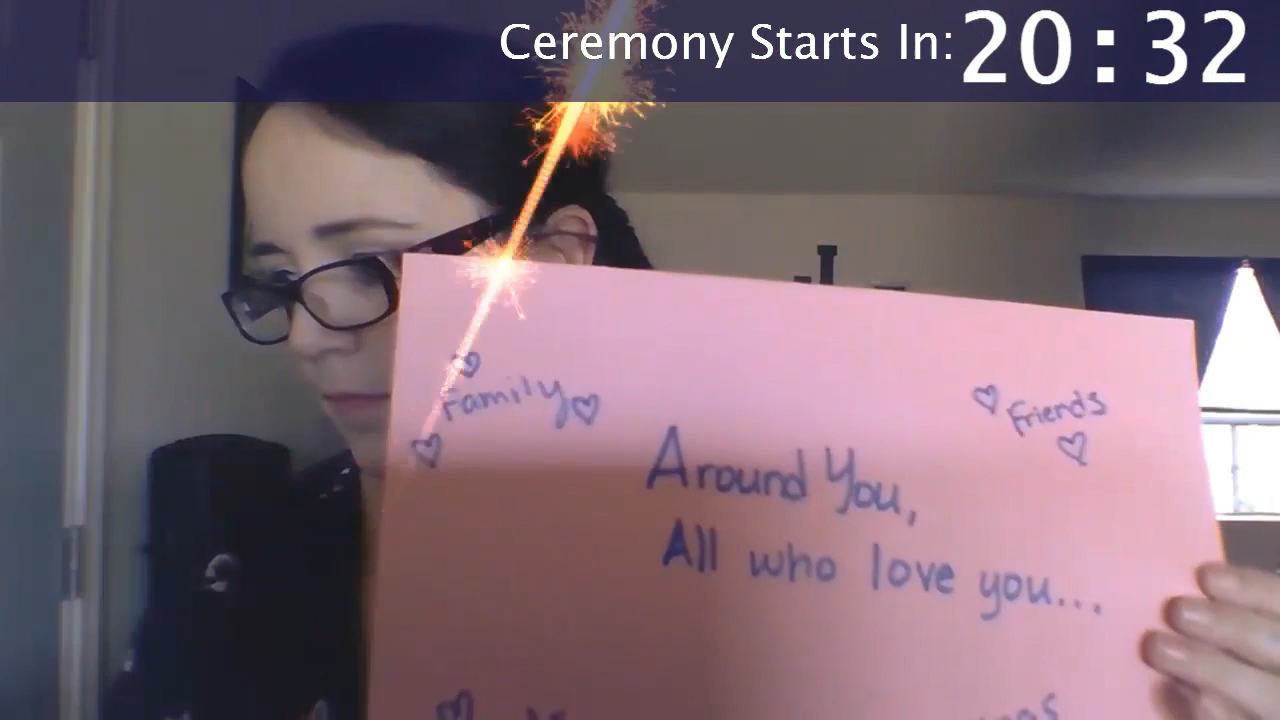 Ceremony Starts In: 20:32
Family
Friends
Around You,
All who love you...